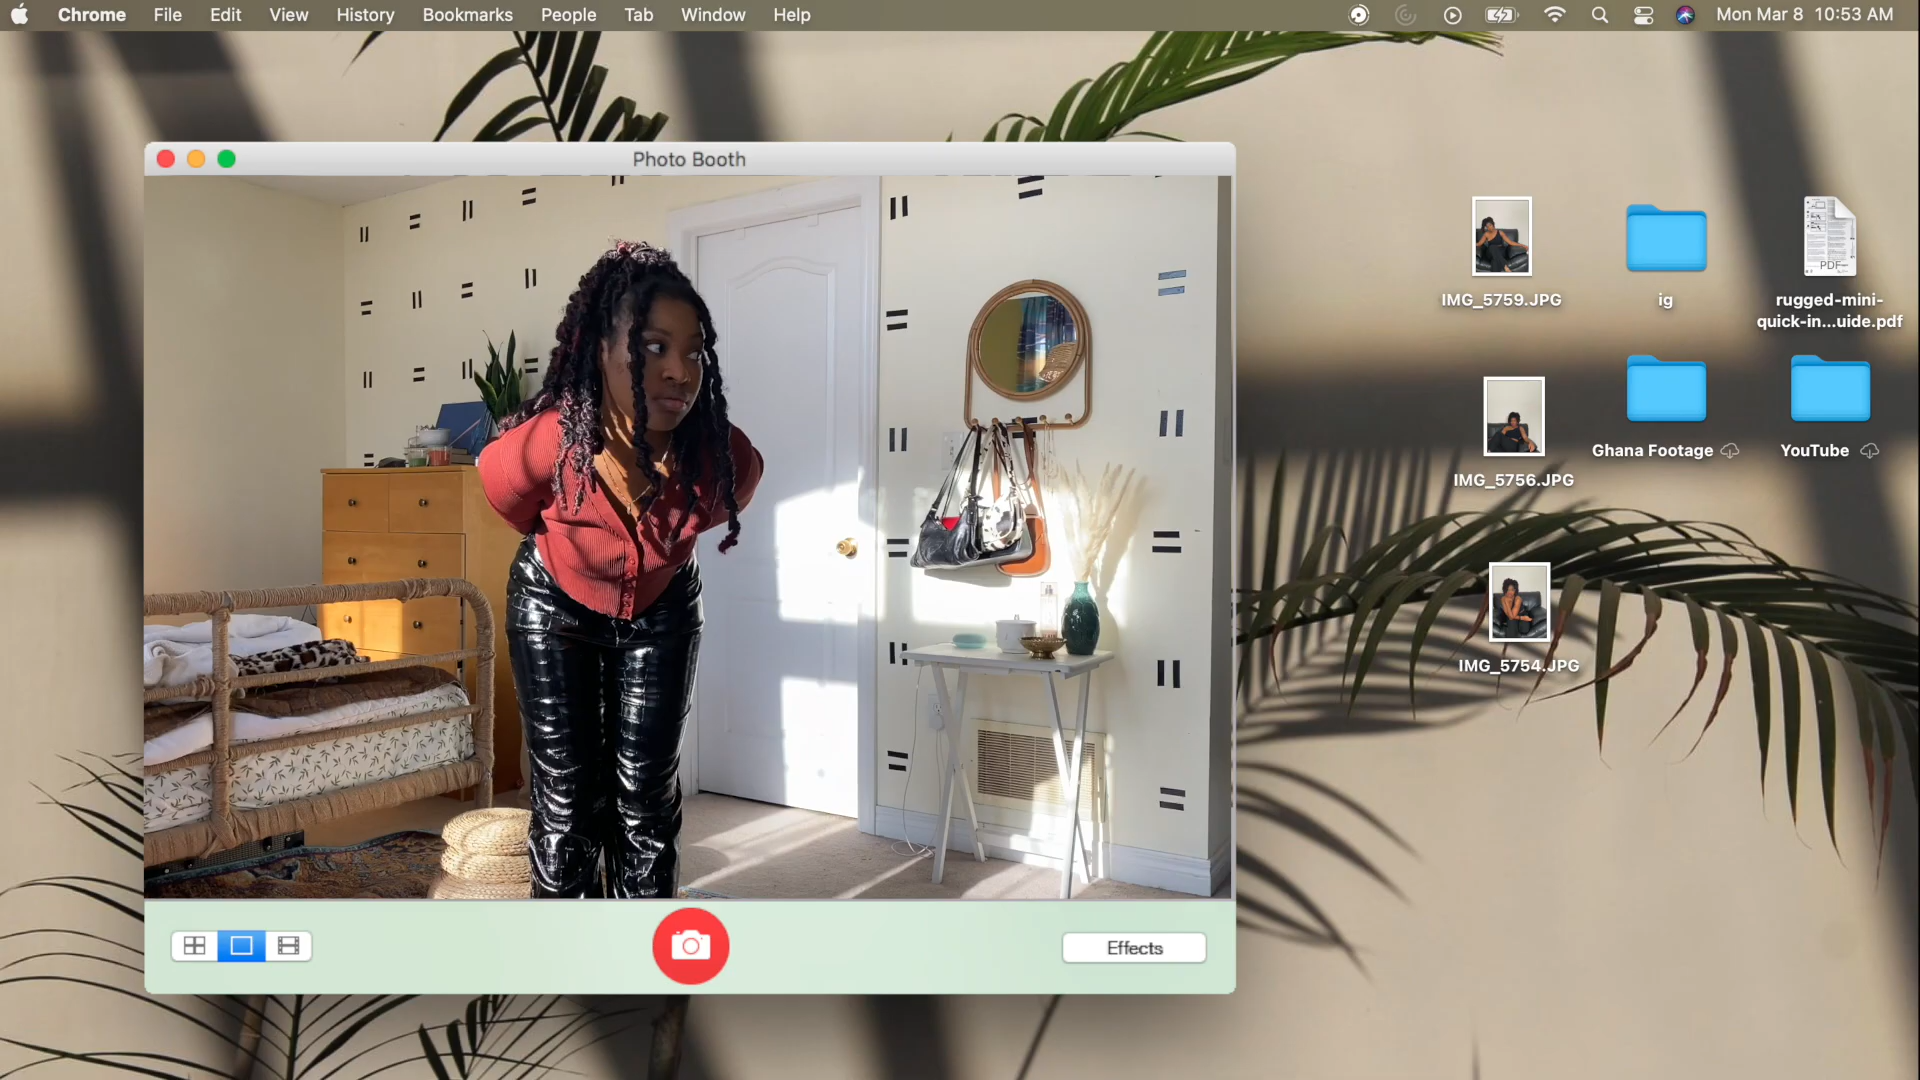 Chrome File Edit View History Bookmarks People Tab Window Help Mon Mar 8 10:53 AM
Photo Booth
IMG_5759.JPG
ig
PDF
rugged-mini-
quick-in...uide.pdf
IMG_5756.JPG
Ghana Footage
YouTube
IMG_5754.JPG
Effects